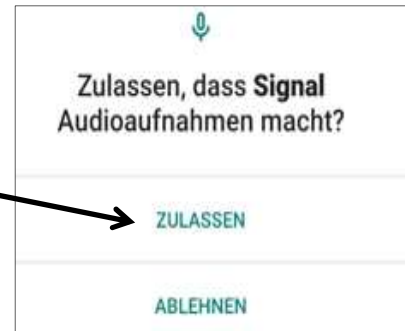 Zulassen, dass Signal
Audioaufnahmen macht?
ZULASSEN
ABLEHNEN